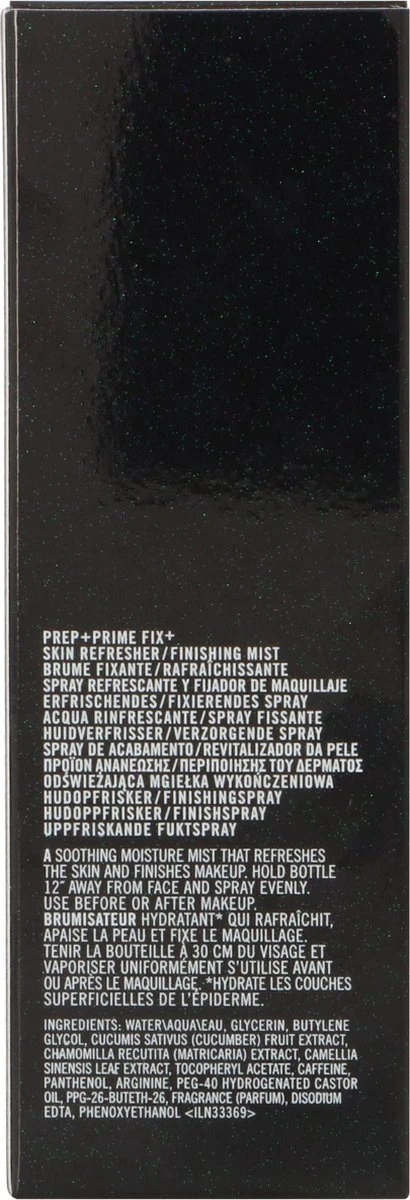 PREP+PRIME FIX+
SKIN REFRESHER/FINISHING MIST
BRUME FIXANTE/RAFRAÎCHISSANTE
SPRAY REFRESCANTE Y FIJADOR DE MAQUILLAJE
ERFRISCHENDES/FIXIERENDES SPRAY
ACQUA RINFRESCANTE/SPRAY FISSANTE
HUIDVERFRISSER/VERZORGENDE SPRAY
SPRAY DE ACABAMENTO/REVITALIZADOR DA PELE
ΠΡΟΪΟΝ ΑΝΑΝΕΩΣΗΣ/ΠΕΡΙΠΟΙΗΣΗΣ ΤΟΥ ΔΕΡΜΑΤΟΣ
ODŚWIEŻAJĄCA MGIEŁKA WYKOŃCZENIOWA
HUDOPFRISKER/FINISHINGSPRAY
HUDOPPFRISKER/FINISHSPRAY
UPPFRISKANDE FUKTSPRAY
A SOOTHING MOISTURE MIST THAT REFRESHES
THE SKIN AND FINISHES MAKEUP. HOLD BOTTLE
12″ AWAY FROM FACE AND SPRAY EVENLY.
USE BEFORE OR AFTER MAKEUP.
BRUMISATEUR HYDRATANT* QUI RAFRAÎCHIT,
APAISE LA PEAU ET FIXE LE MAQUILLAGE.
TENIR LA BOUTEILLE À 30 CM DU VISAGE ET
VAPORISER UNIFORMÉMENT S'UTILISE AVANT
OU APRÈS LE MAQUILLAGE. *HYDRATE LES COUCHES
SUPERFICIELLES DE L'ÉPIDERME.
INGREDIENTS: WATER\AQUA\EAU, GLYCERIN, BUTYLENE
GLYCOL, CUCUMIS SATIVUS (CUCUMBER) FRUIT EXTRACT,
CHAMOMILLA RECUTITA (MATRICARIA) EXTRACT, CAMELLIA
SINENSIS LEAF EXTRACT, TOCOPHERYL ACETATE, CAFFEINE,
PANTHENOL, ARGININE, PEG-40 HYDROGENATED CASTOR
OIL, PPG-26-BUTETH-26, FRAGRANCE (PARFUM), DISODIUM
EDTA, PHENOXYETHANOL <ILN33369>